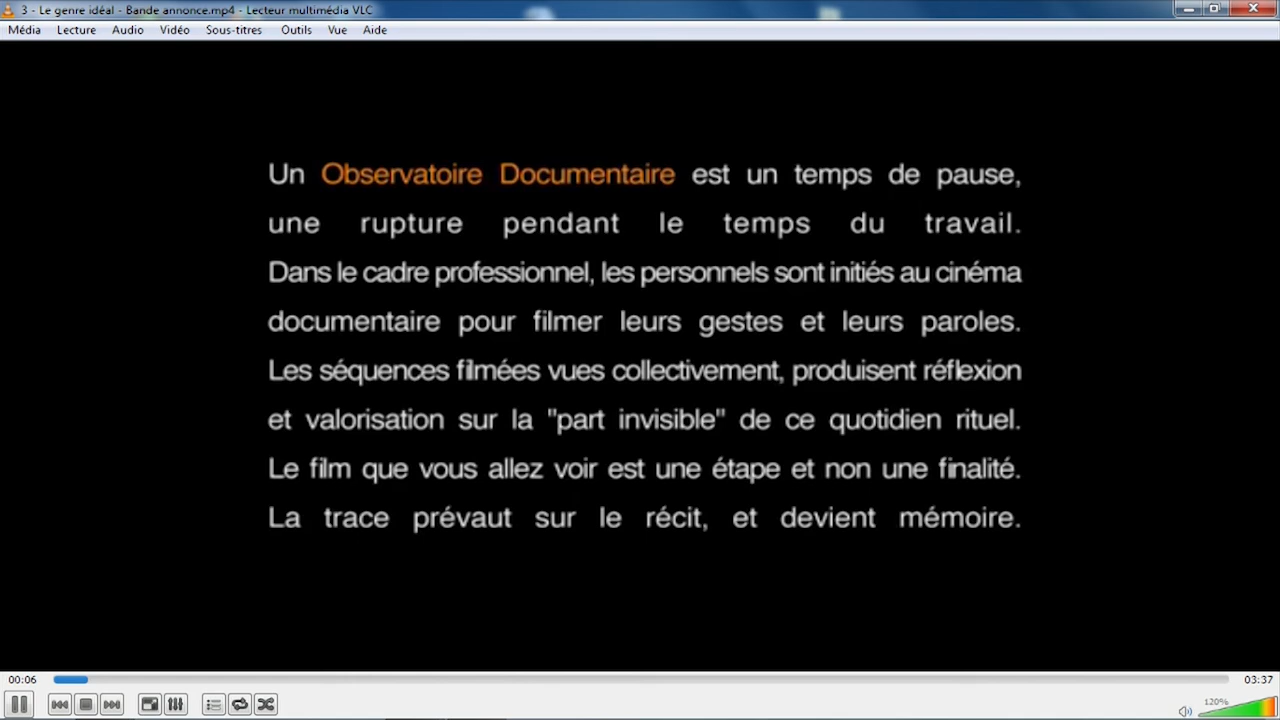 3 - Le genre idéal - Bande annonce.mp4 - Lecteur multimédia VLC
Média Lecture Audio Vidéo Sous-titres Outils Vue Aide
Un Observatoire Documentaire est un temps de pause,
une rupture pendant le temps du travail.
Dans le cadre professionnel, les personnels sont initiés au cinéma
documentaire pour filmer leurs gestes et leurs paroles.
Les séquences filmées vues collectivement, produisent réflexion
et valorisation sur la "part invisible" de ce quotidien rituel.
Le film que vous allez voir est une étape et non une finalité.
La trace prévaut sur le récit, et devient mémoire.
00:06 03:37
120%